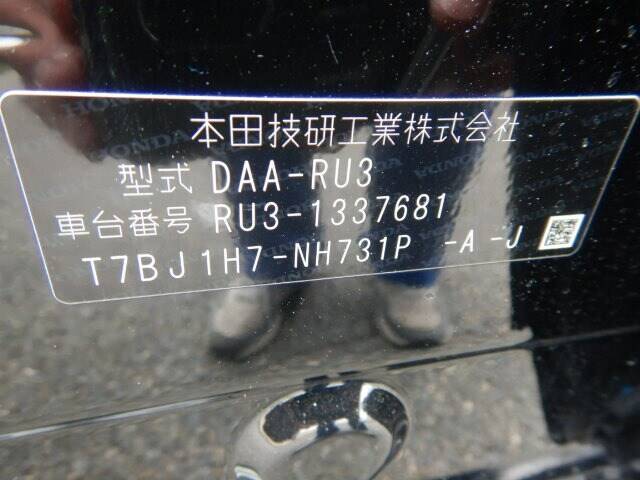 本田技研工業株式会社
型式 DAA-RU3
車台番号 RU3-1337681
T7BJ1H7-NH731P -A -J